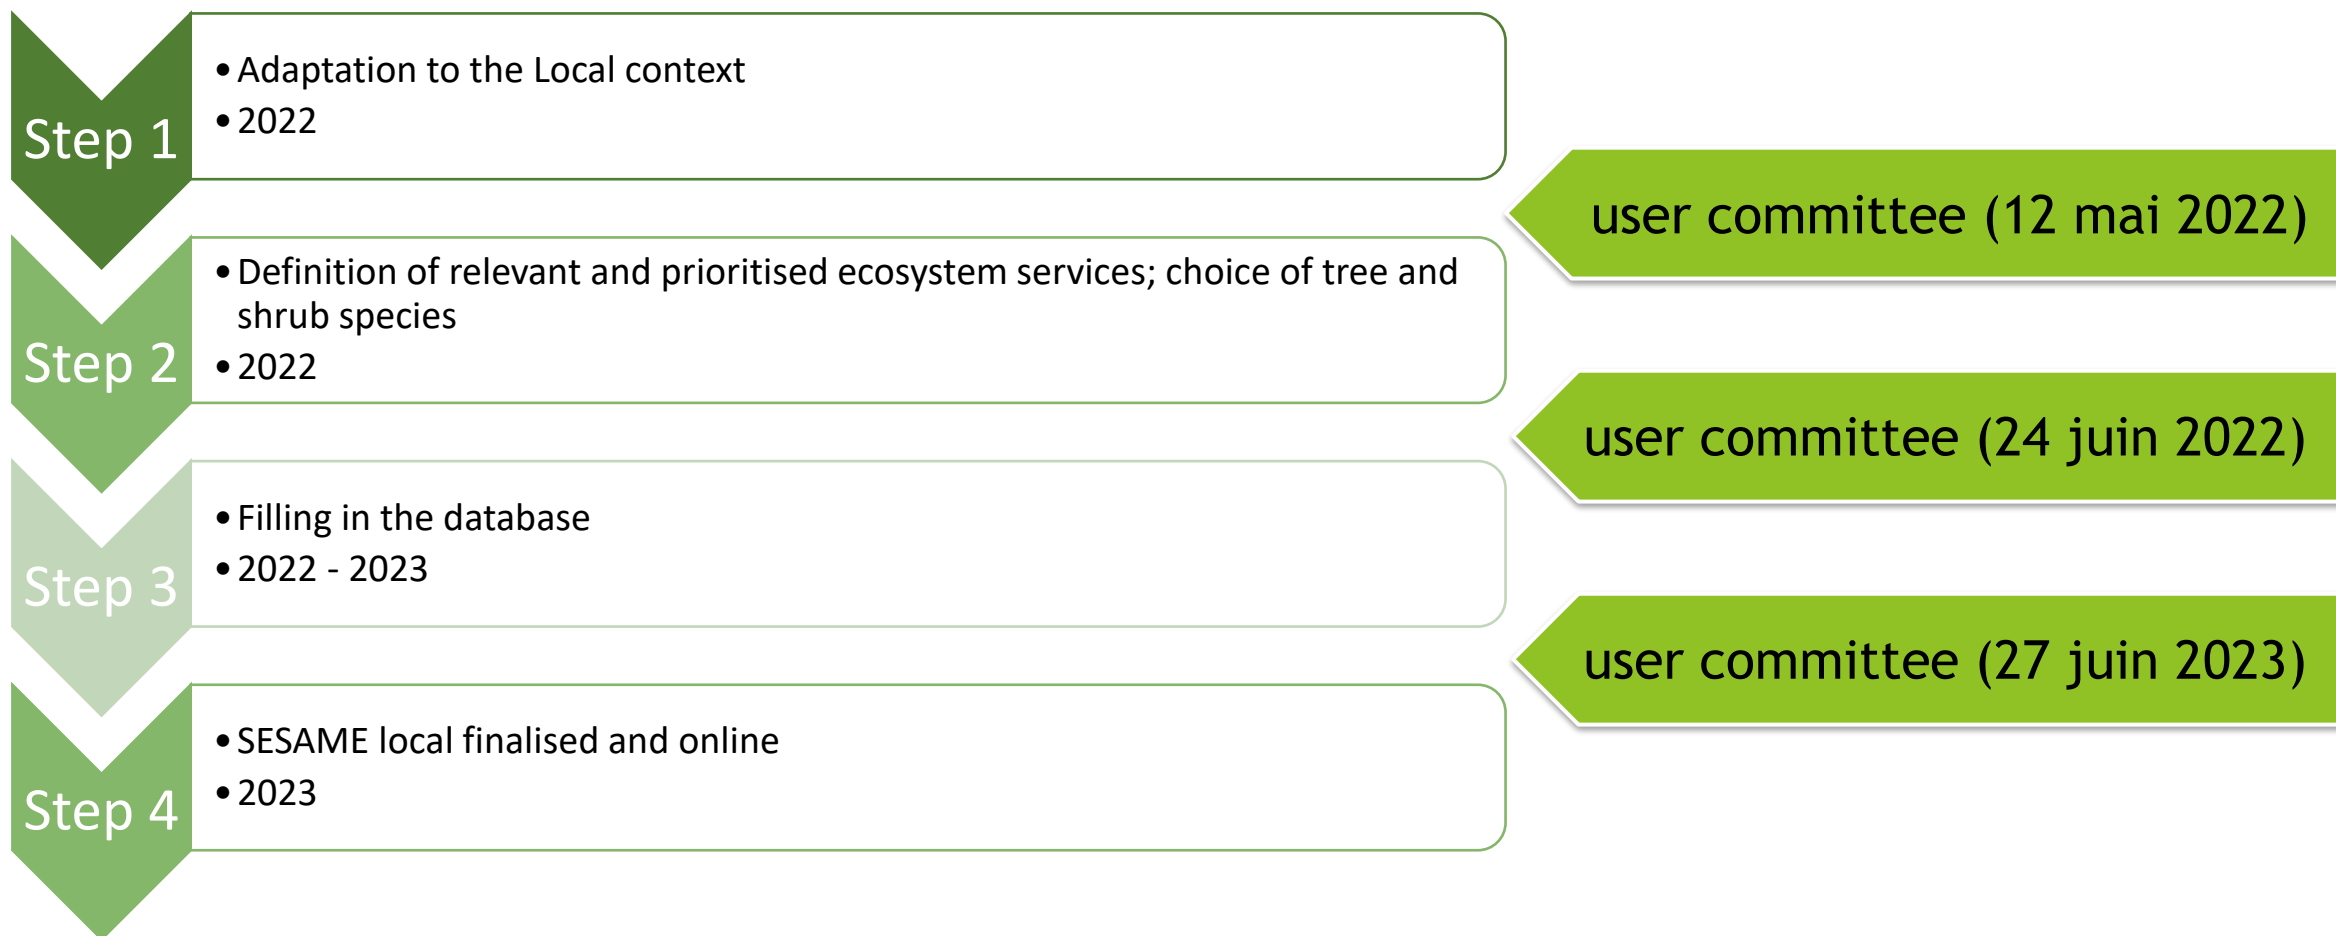 Step 1
• Adaptation to the Local context
• 2022
user committee (12 mai 2022)
Step 2
• Definition of relevant and prioritised ecosystem services; choice of tree and
shrub species
• 2022
user committee (24 juin 2022)
Step 3
• Filling in the database
• 2022 - 2023
user committee (27 juin 2023)
Step 4
• SESAME local finalised and online
• 2023